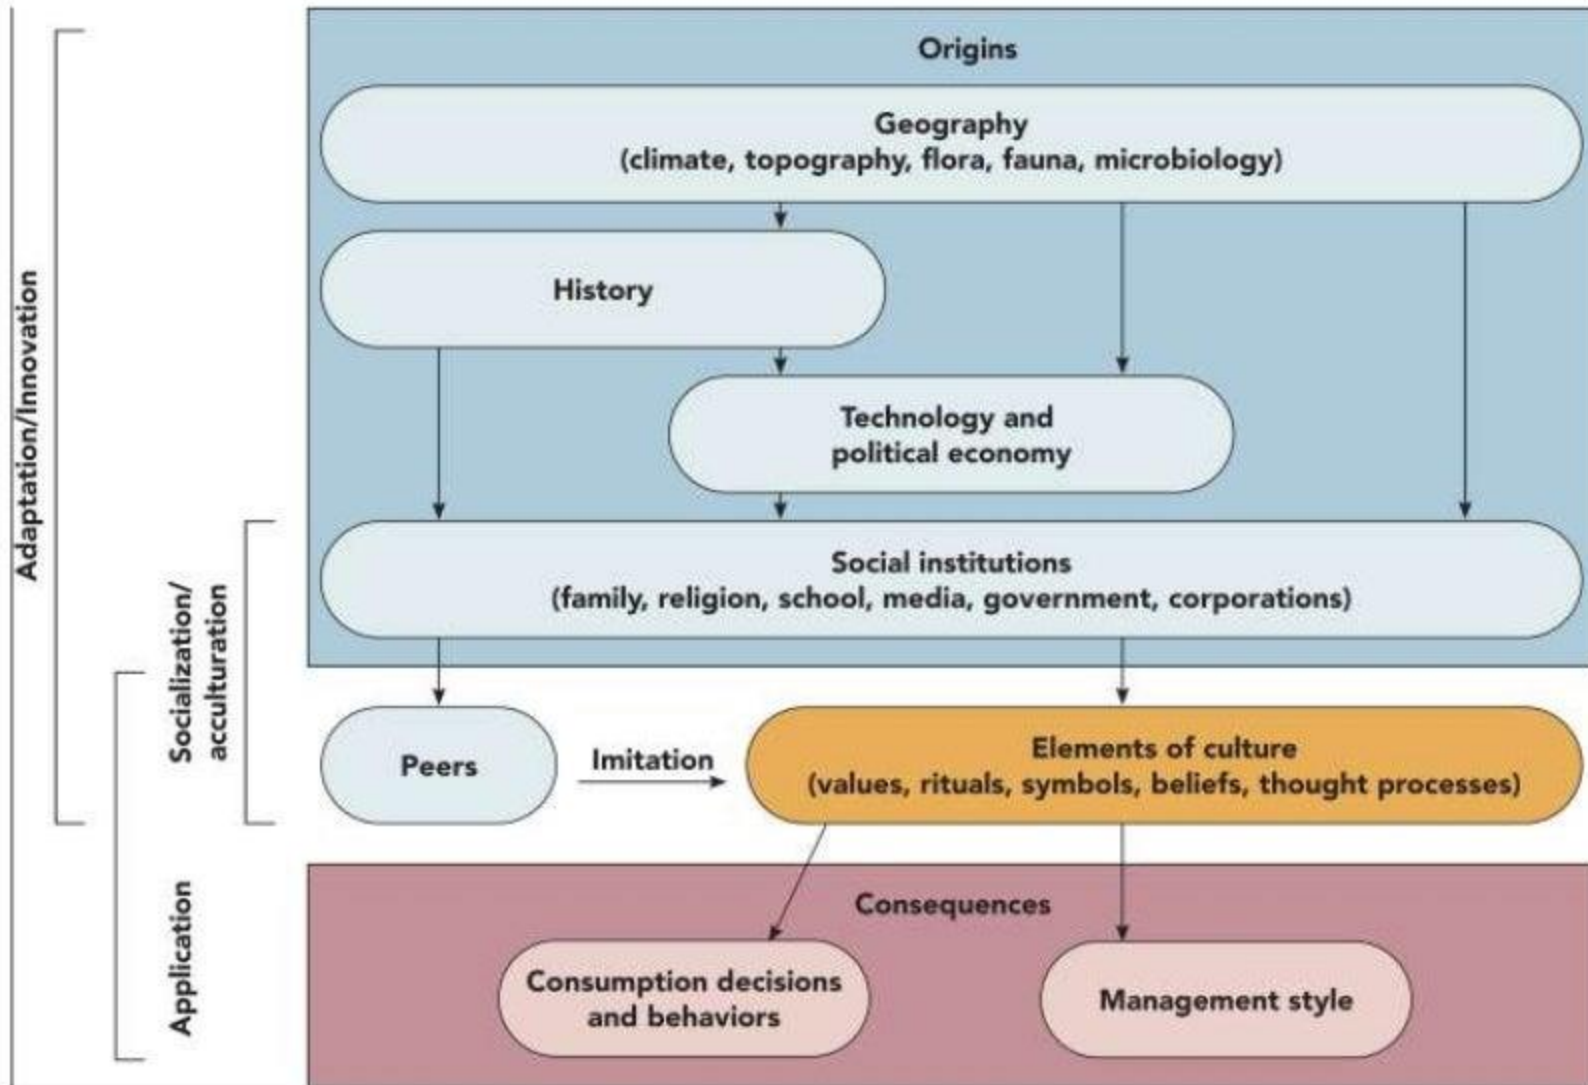 Origins
Geography
(climate, topography, flora, fauna, microbiology)
History
Technology and
political economy
Social institutions
(family, religion, school, media, government, corporations)
Peers
Imitation
Elements of culture
(values, rituals, symbols, beliefs, thought processes)
Consequences
Consumption decisions
and behaviors
Management style
Adaptation/Innovation
Socialization/
acculturation
Application